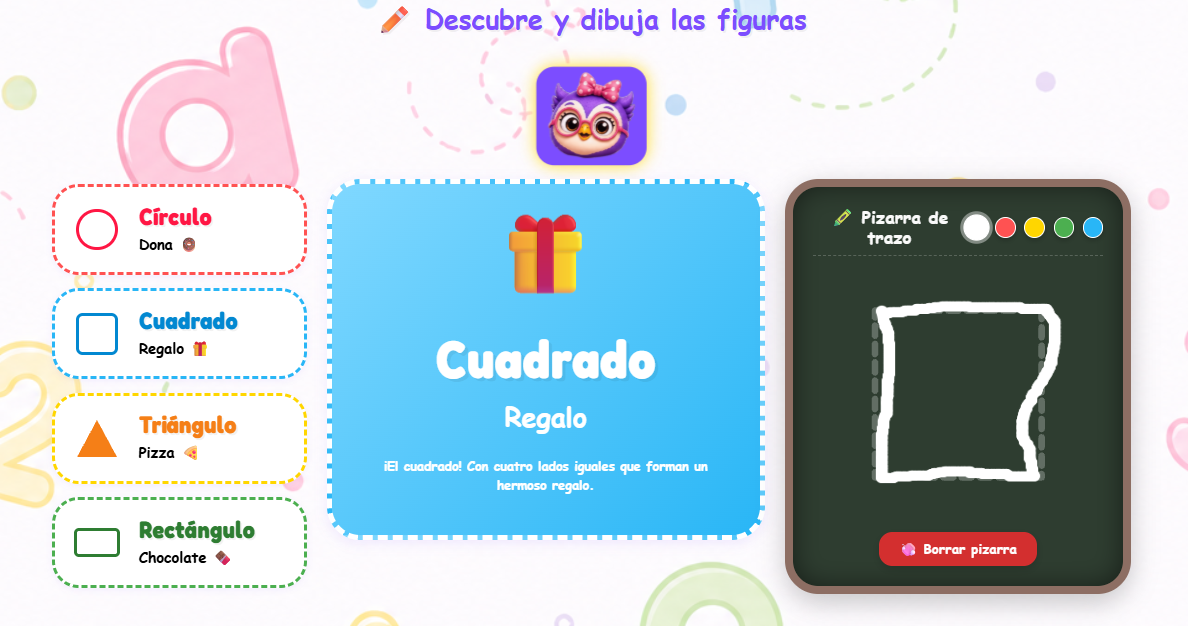 Descubre y dibuja las figuras
Círculo
Dona
Cuadrado
Regalo
Triángulo
Pizza
Rectángulo
Chocolate
Cuadrado
Regalo
¡El cuadrado! Con cuatro lados iguales que forman un
hermoso regalo.
Pizarra de
trazo
Borrar pizarra